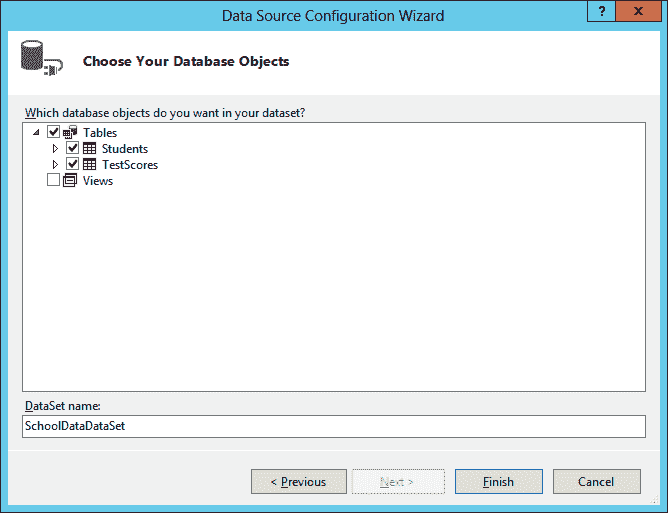 Data Source Configuration Wizard
?
x
Choose Your Database Objects
Which database objects do you want in your dataset?
Tables
Students
TestScores
Views
DataSet name:
SchoolDataDataSet
< Previous
Next >
Finish
Cancel